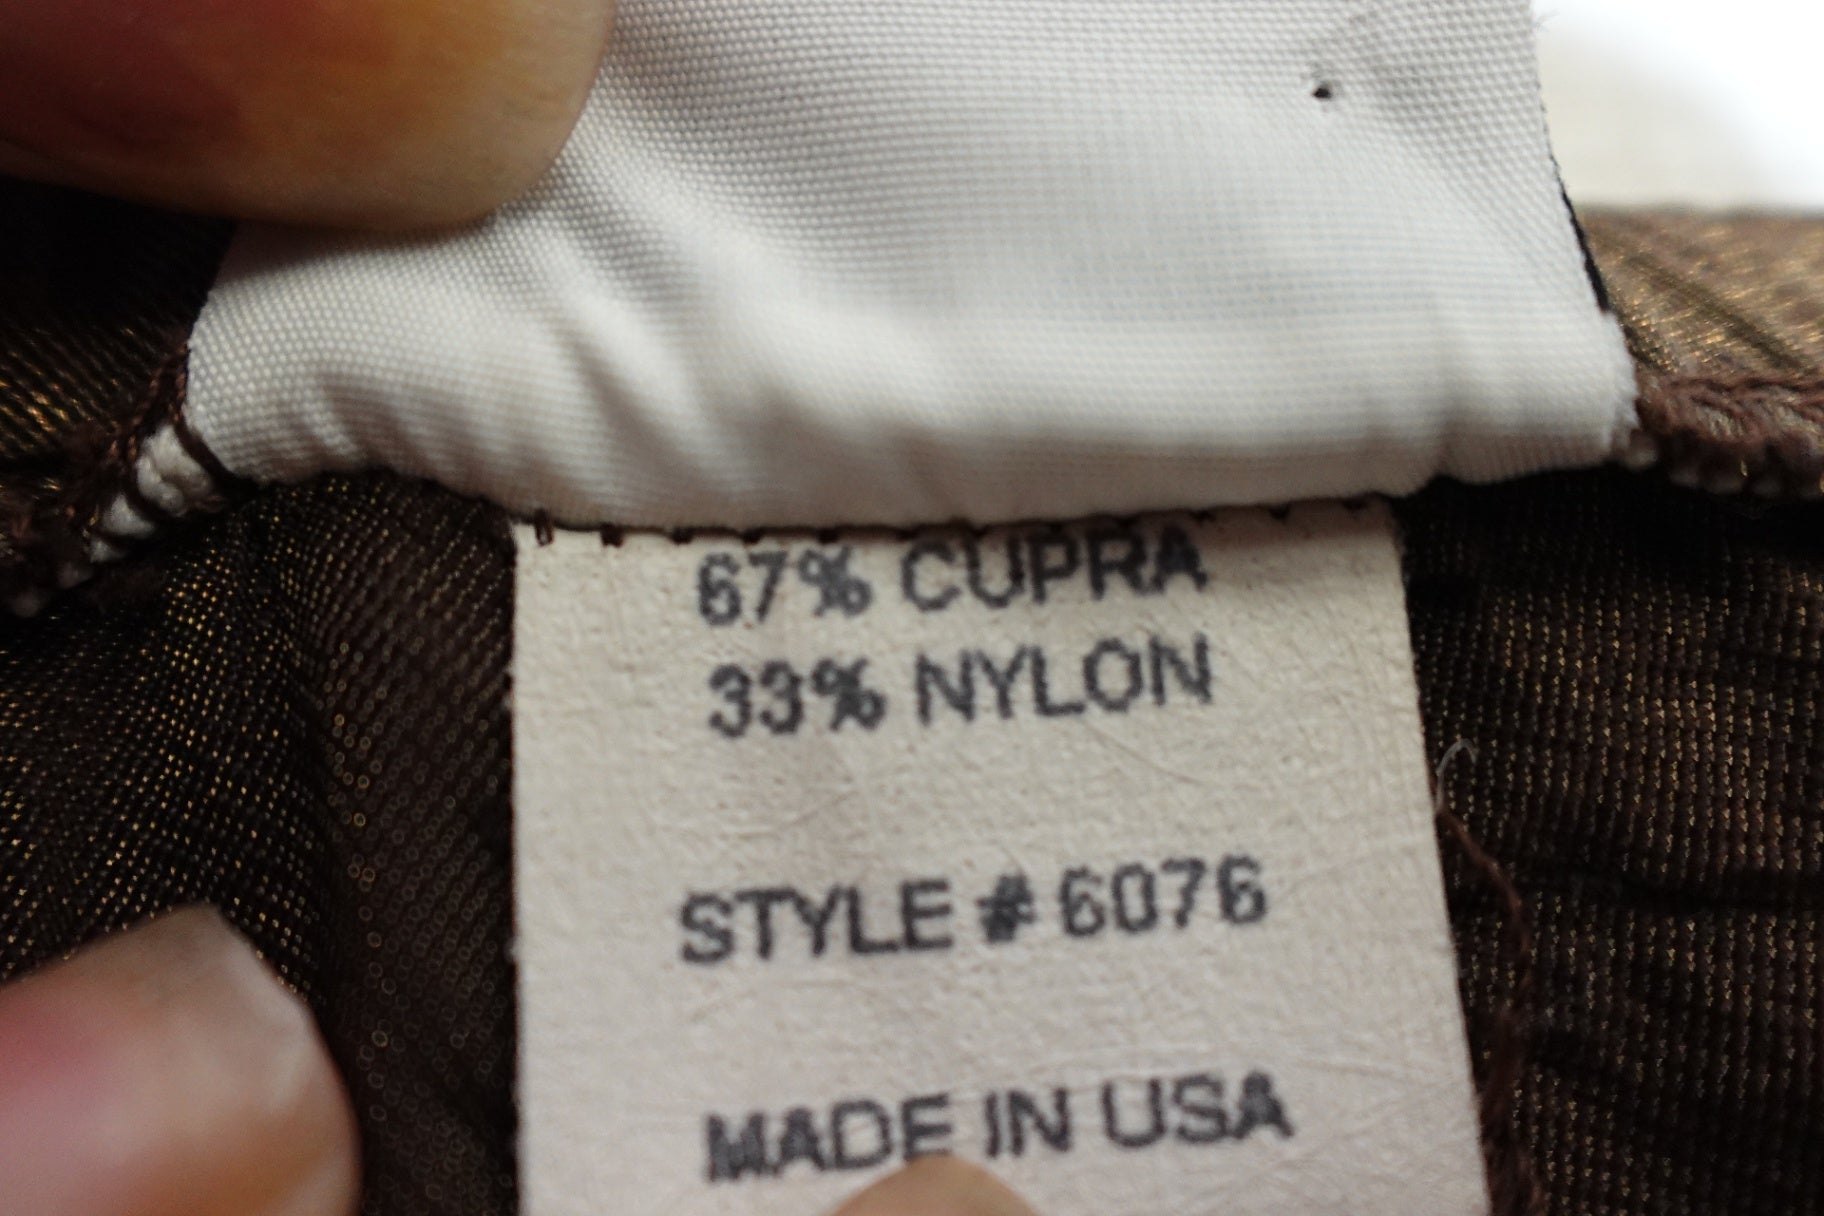 67% CUPRA
33% NYLON
STYLE # 6076
MADE IN USA